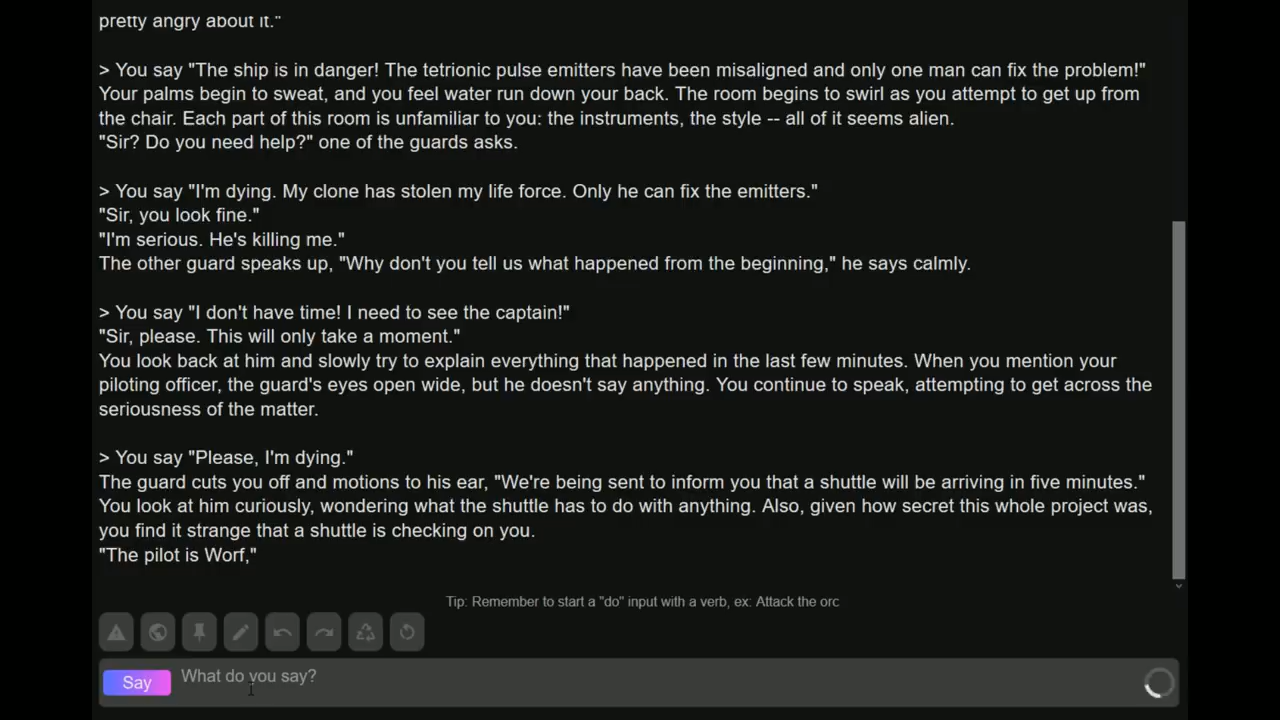 pretty angry about it."
> You say "The ship is in danger! The tetrionic pulse emitters have been misaligned and only one man can fix the problem!"
Your palms begin to sweat, and you feel water run down your back. The room begins to swirl as you attempt to get up from
the chair. Each part of this room is unfamiliar to you: the instruments, the style -- all of it seems alien.
"Sir? Do you need help?" one of the guards asks.
> You say "I'm dying. My clone has stolen my life force. Only he can fix the emitters."
"Sir, you look fine."
"I'm serious. He's killing me."
The other guard speaks up, "Why don't you tell us what happened from the beginning," he says calmly.
> You say "I don't have time! I need to see the captain!"
"Sir, please. This will only take a moment."
You look back at him and slowly try to explain everything that happened in the last few minutes. When you mention your
piloting officer, the guard's eyes open wide, but he doesn't say anything. You continue to speak, attempting to get across the
seriousness of the matter.
> You say "Please, I'm dying."
The guard cuts you off and motions to his ear, "We're being sent to inform you that a shuttle will be arriving in five minutes."
You look at him curiously, wondering what the shuttle has to do with anything. Also, given how secret this whole project was,
you find it strange that a shuttle is checking on you.
"The pilot is Worf,"
Tip: Remember to start a "do" input with a verb, ex: Attack the orc
Say What do you say?